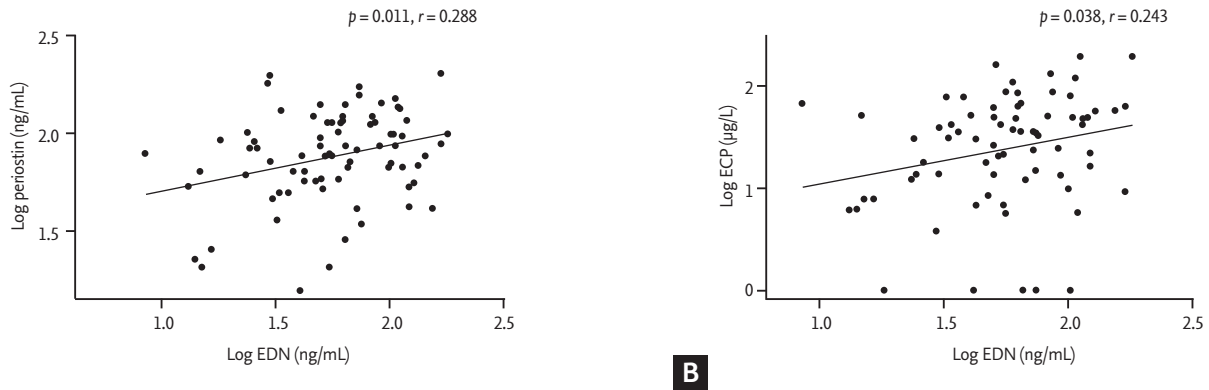 p = 0.011, r = 0.288
2.5
2.0
1.5
Log periostin (ng/mL)
1.0
1.5
2.0
2.5
Log EDN (ng/mL)
p = 0.038, r = 0.243
2
1
0
Log ECP (μg/L)
1.0
1.5
2.0
2.5
Log EDN (ng/mL)
B